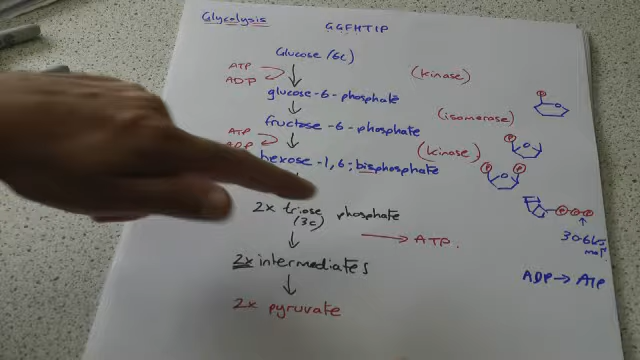 Glycolysis
GGFHTIP
Glucose (6c)
ATP
ADP
(kinase)
glucose-6-phosphate
(isomerase)
fructose-6-phosphate
ATP
ADP
(kinase)
hexose-1,6; bisphosphate
2x triose phosphate
(3c)
→ ATP.
2x intermediates
2x pyruvate
P
P
P P
P P P
30.6kJ
mol
ADP → ATP